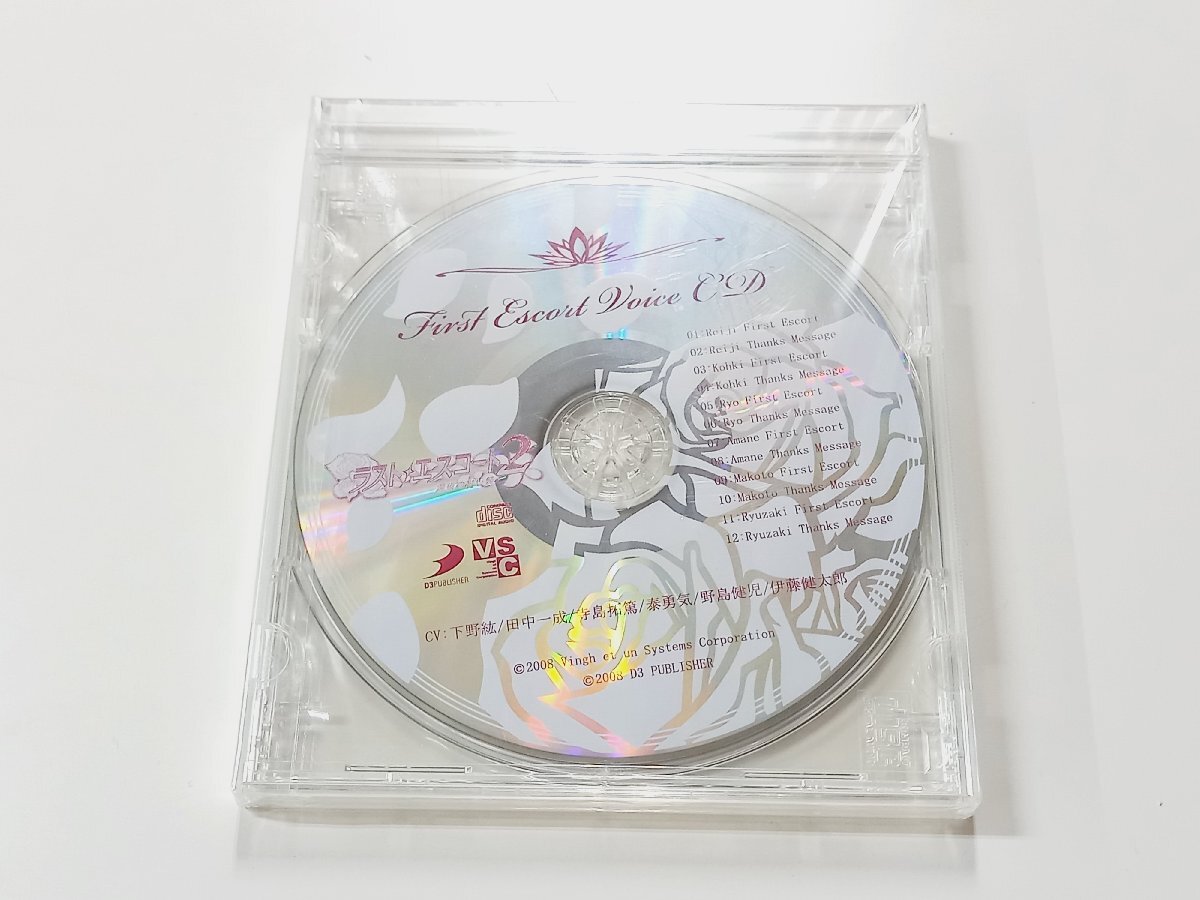 First Escort Voice CD
01:Reiji First Escort
02:Reiji Thanks Message
03:Kohki First Escort
04:Kohki Thanks Message
05:Ryo First Escort
06:Ryo Thanks Message
07:Amane First Escort
08:Amane Thanks Message
09:Makoto First Escort
10:Makoto Thanks Message
11:Ryuzaki First Escort
12:Ryuzaki Thanks Message
ラスト★エスコート2
COMPACT
disc
DIGITAL AUDIO
D3PUBLISHER
VS
C
CV:下野紘/田中一成/寺島拓篤/泰勇気/野島健児/伊藤健太郎
©2008 Vingh et un Systems Corporation
©2008 D3 PUBLISHER